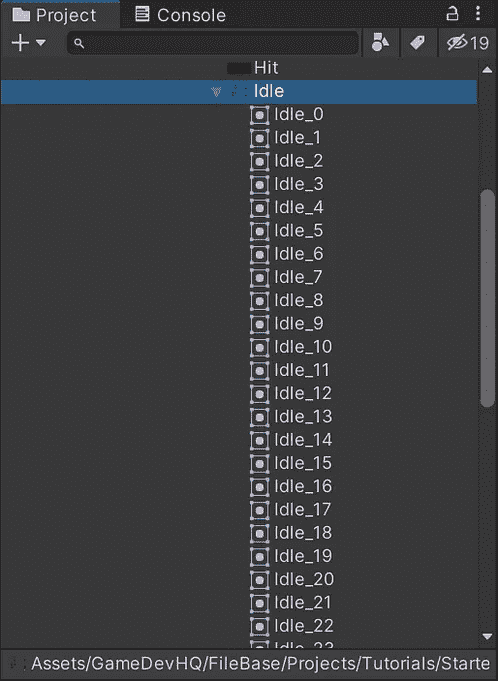 Project Console
19
Hit
Idle
Idle_0
Idle_1
Idle_2
Idle_3
Idle_4
Idle_5
Idle_6
Idle_7
Idle_8
Idle_9
Idle_10
Idle_11
Idle_12
Idle_13
Idle_14
Idle_15
Idle_16
Idle_17
Idle_18
Idle_19
Idle_20
Idle_21
Idle_22
Idle_23
Assets/GameDevHQ/FileBase/Projects/Tutorials/Starte